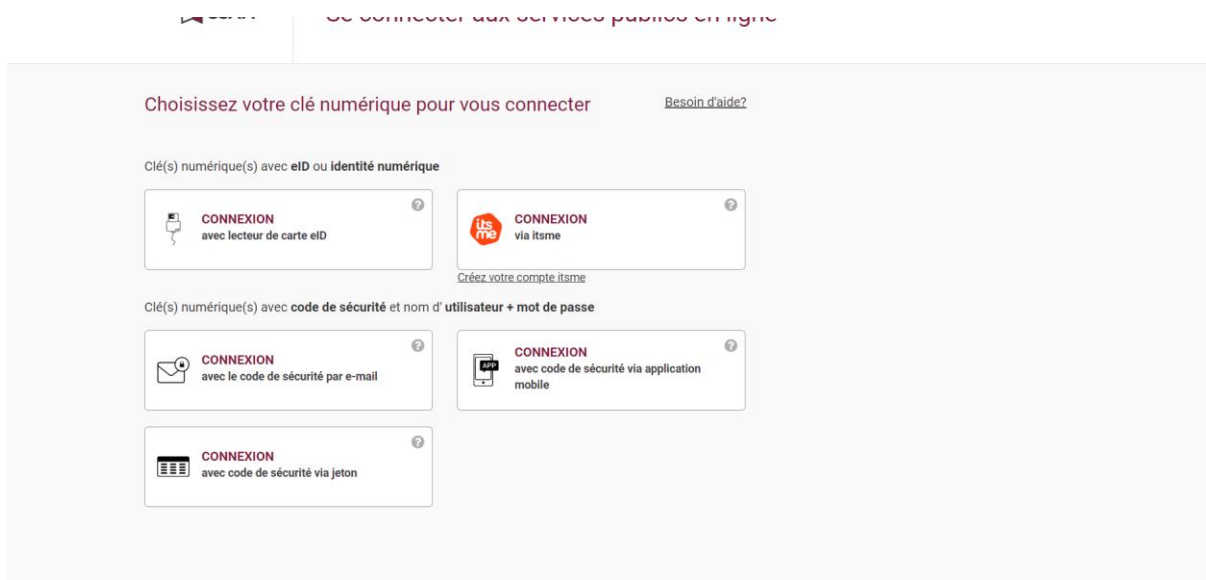 Se connecter aux services publics en ligne
Choisissez votre clé numérique pour vous connecter
Besoin d'aide?
Clé(s) numérique(s) avec eID ou identité numérique
CONNEXION
avec lecteur de carte eID
its
me
CONNEXION
via itsme
Créez votre compte itsme
Clé(s) numérique(s) avec code de sécurité et nom d' utilisateur + mot de passe
CONNEXION
avec le code de sécurité par e-mail
APP
CONNEXION
avec code de sécurité via application
mobile
CONNEXION
avec code de sécurité via jeton